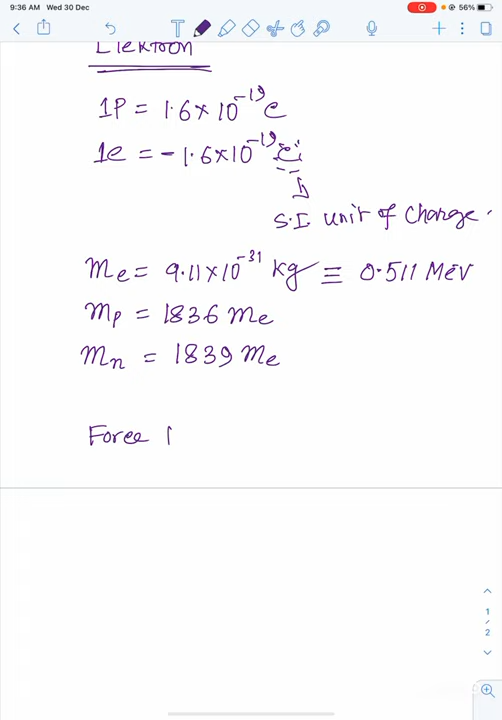 9:36 AM Wed 30 Dec
56%
Elektron
1P = 1.6×10⁻¹⁹ C
1e = -1.6×10⁻¹⁹ C
S.I. unit of charge.
Me = 9.11×10⁻³¹ kg ≡ 0.511 MeV
Mp = 1836 Me
Mn = 1839 Me
Force
1
/
2